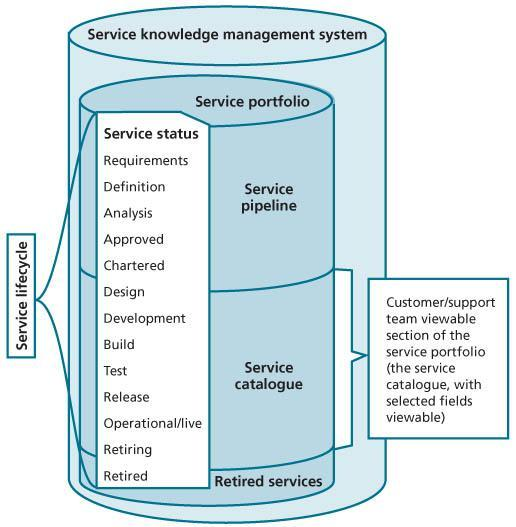 Service knowledge management system
Service portfolio
Service status
Requirements
Definition
Analysis
Approved
Chartered
Design
Development
Build
Test
Release
Operational/live
Retiring
Retired
Service lifecycle
Service
pipeline
Service
catalogue
Retired services
Customer/support
team viewable
section of the
service portfolio
(the service
catalogue, with
selected fields
viewable)